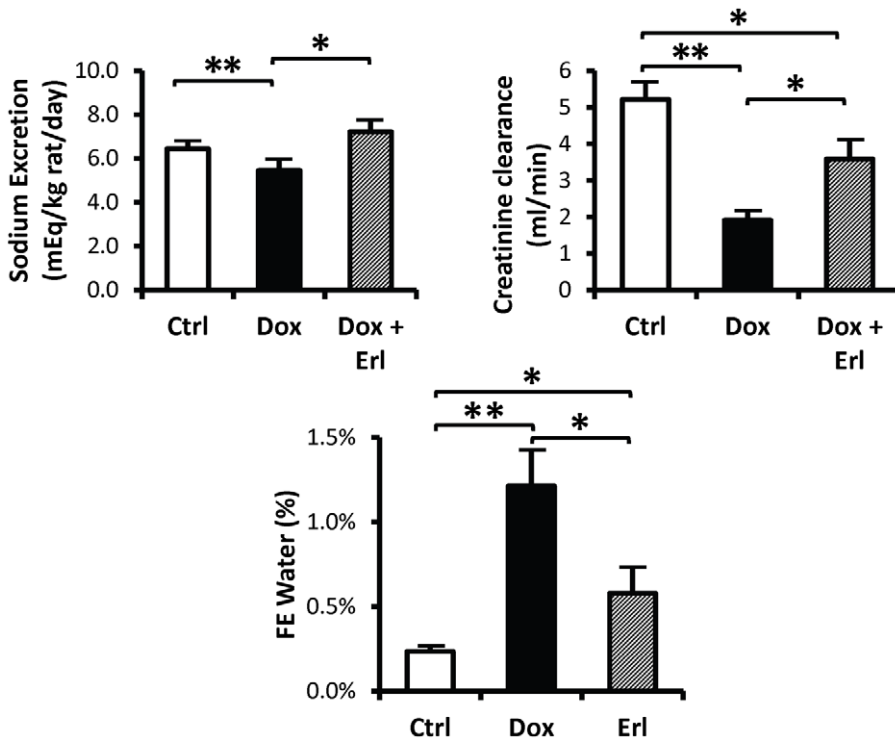 Sodium Excretion
(mEq/kg rat/day)
10.0
8.0
6.0
4.0
2.0
0.0
**
*
Ctrl
Dox
Dox +
Erl
Creatinine clearance
(ml/min)
6
5
4
3
2
1
0
*
**
*
Ctrl
Dox
Dox +
Erl
FE Water (%)
1.5%
1.0%
0.5%
0.0%
*
**
*
Ctrl
Dox
Erl